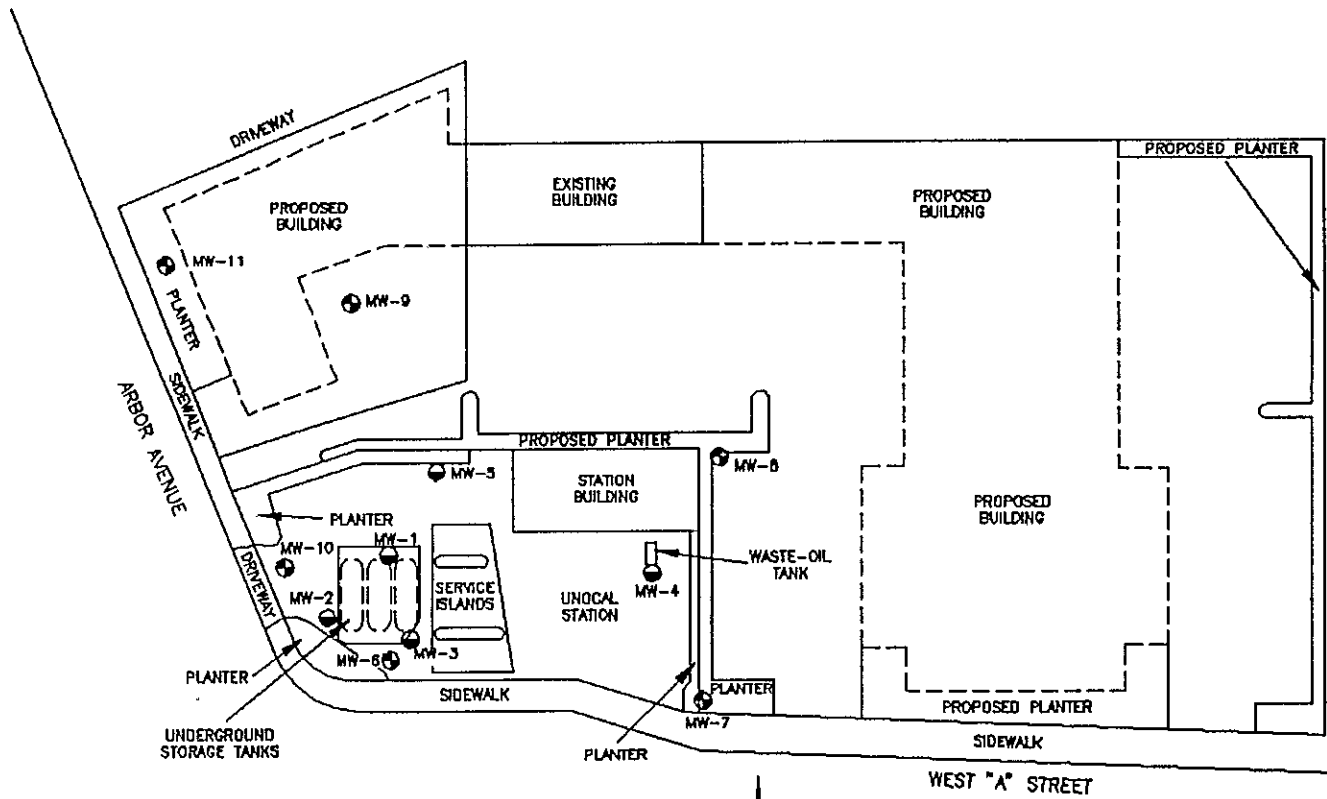 DRIVEWAY
PROPOSED PLANTER
EXISTING
BUILDING
PROPOSED
BUILDING
PROPOSED
BUILDING
MW-11
PLANTER
MW-9
SIDEWALK
ARBOR AVENUE
PROPOSED PLANTER
MW-5
STATION
BUILDING
MW-8
PROPOSED
BUILDING
PLANTER
MW-10
MW-1
WASTE-OIL
TANK
DRIVEWAY
SERVICE
ISLANDS
UNOCAL
STATION
MW-4
MW-2
MW-3
MW-6
PLANTER
SIDEWALK
PLANTER
MW-7
PROPOSED PLANTER
UNDERGROUND
STORAGE TANKS
PLANTER
SIDEWALK
WEST "A" STREET